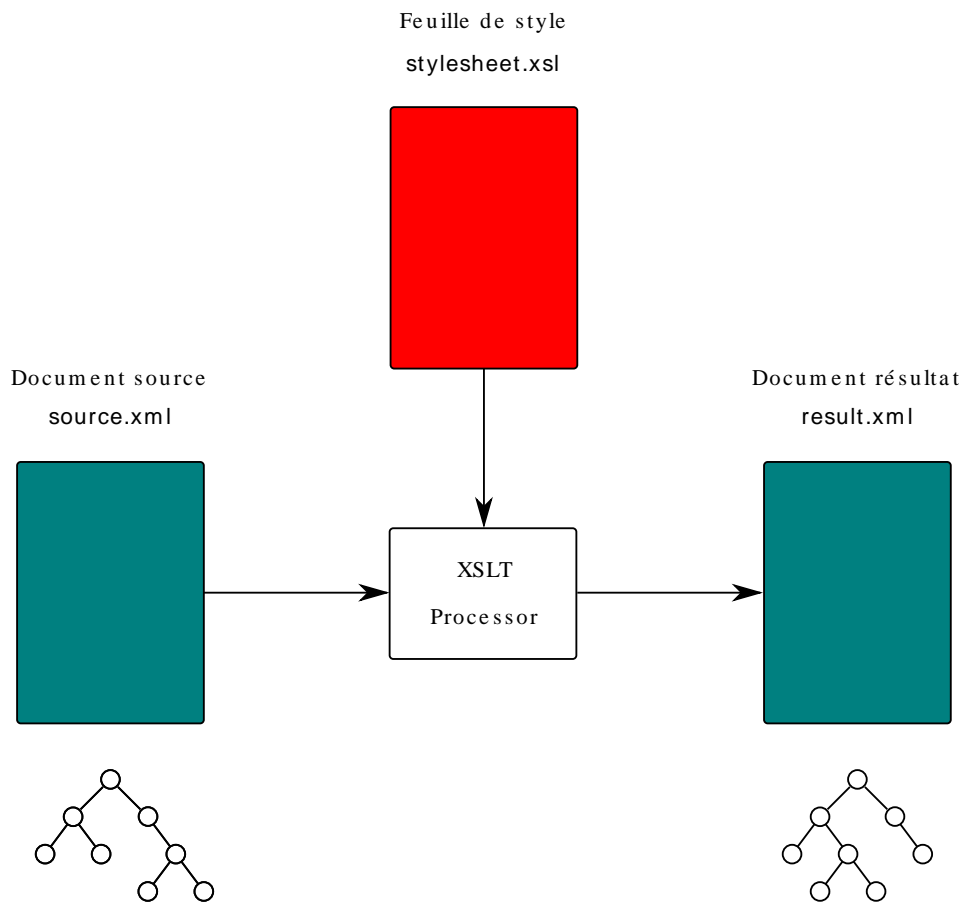 Feuille de style
stylesheet.xsl
Document source
source.xml
Document résultat
result.xml
XSLT
Processor